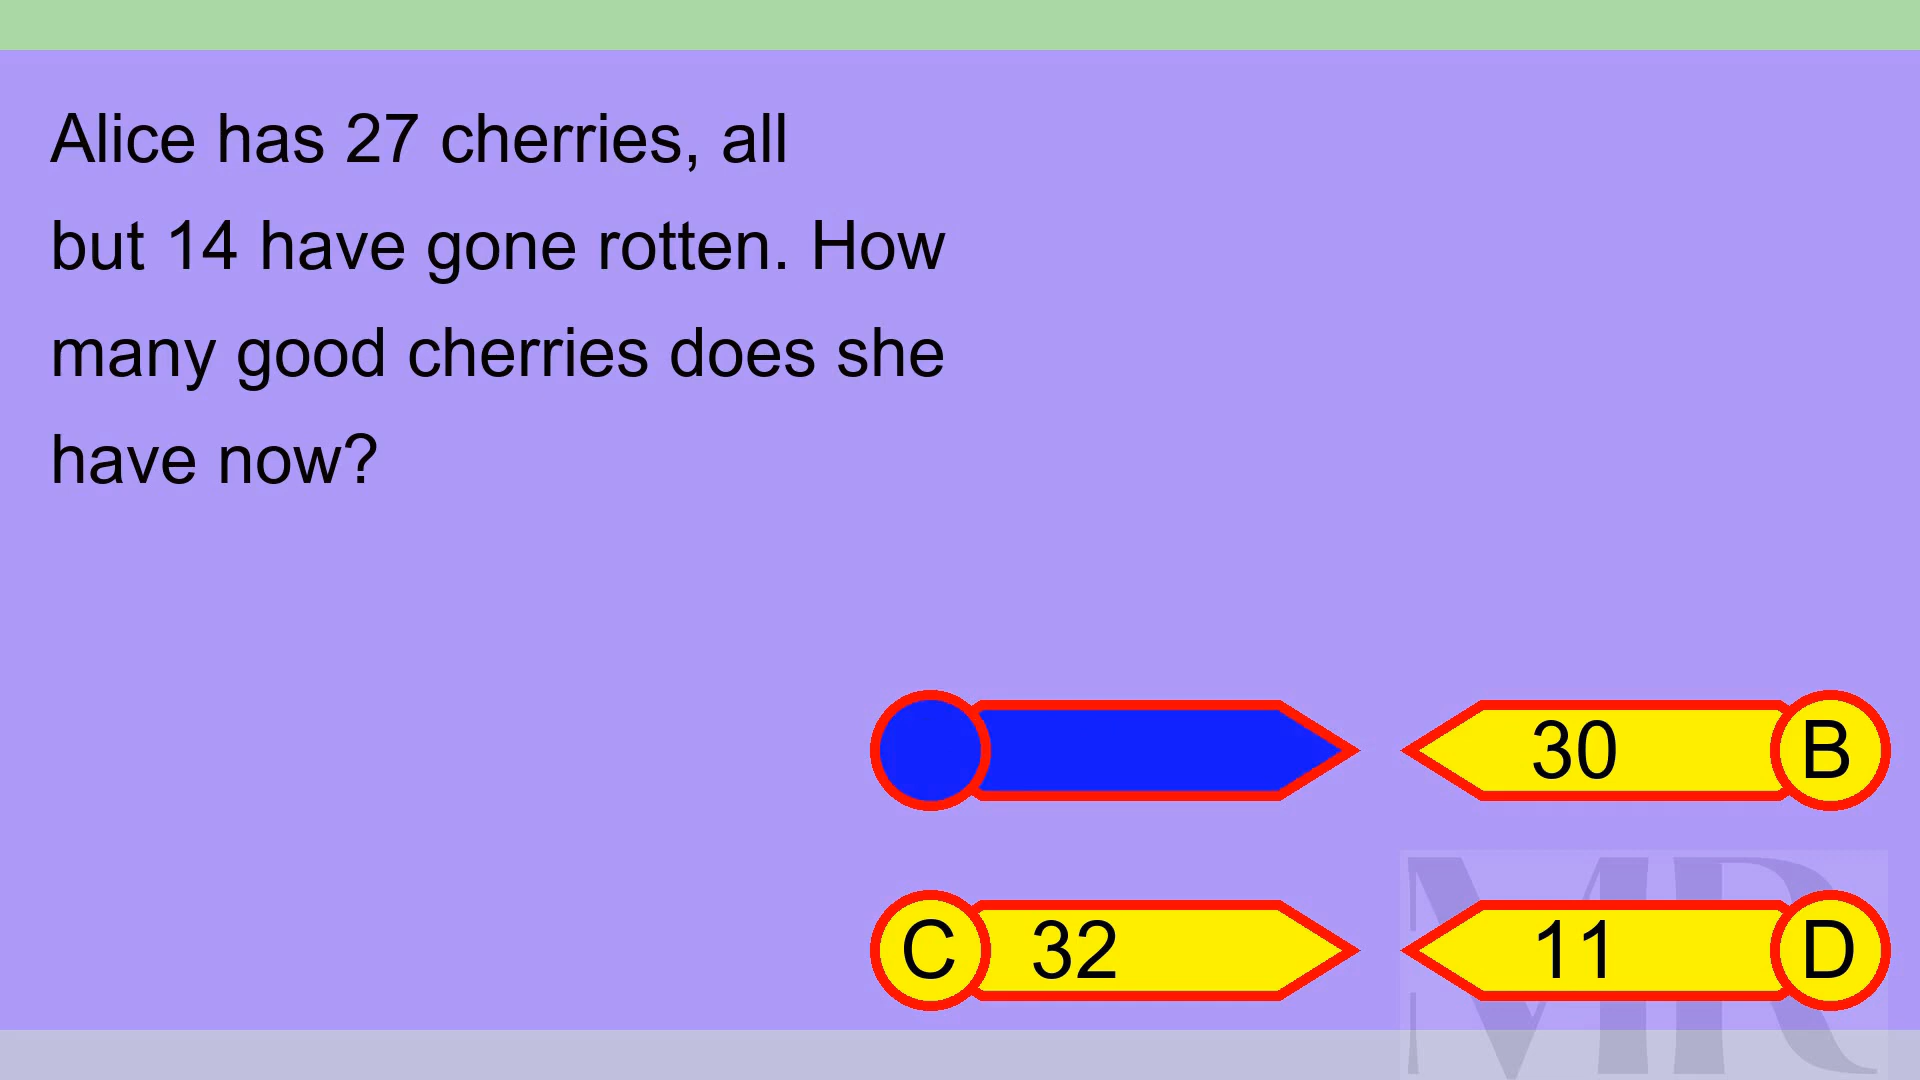 Alice has 27 cherries, all
but 14 have gone rotten. How
many good cherries does she
have now?
30 B
C 32
11 D
MR